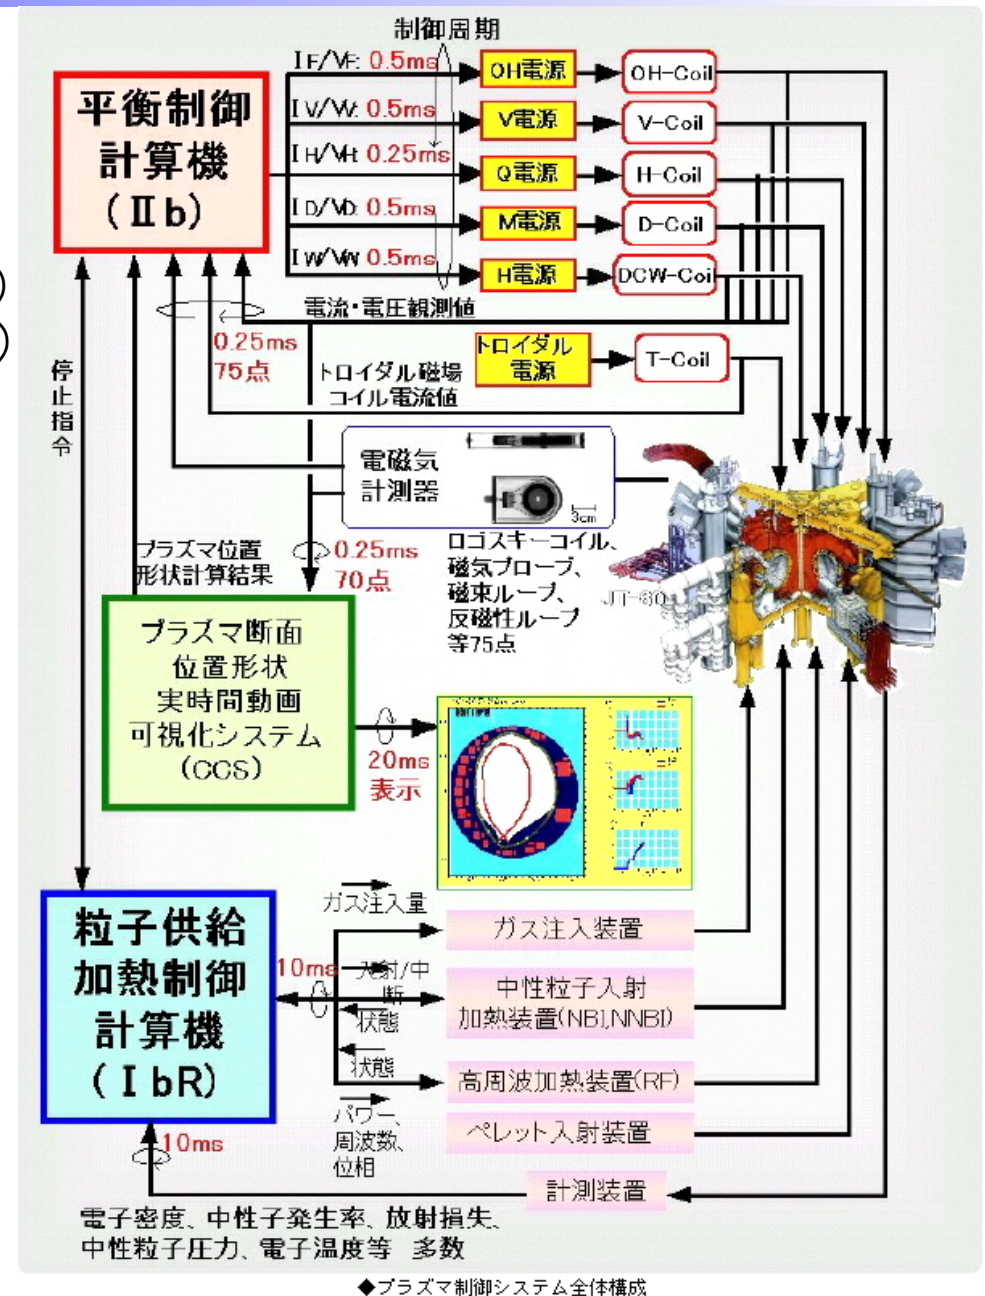 制御周期
IF/VF: 0.5ms
OH電源
OH-Coil
平衡制御
計算機
(Ⅱb)
IV/VV: 0.5ms
V電源
V-Coil
IH/VH: 0.25ms
Q電源
H-Coil
ID/VD: 0.5ms
M電源
D-Coil
IW/VW: 0.5ms
H電源
DCW-Coil
電流・電圧観測値
0.25ms
75点
トロイダル
電源
T-Coil
トロイダル磁場
コイル電流値
停止指令
電磁気
計測器
3cm
プラズマ位置
形状計算結果
0.25ms
70点
ロゴスキーコイル、
磁気プローブ、
磁束ループ、
反磁性ループ
等75点
JT-60
プラズマ断面
位置形状
実時間動画
可視化システム
(CCS)
20ms
表示
粒子供給
加熱制御
計算機
(ⅠbR)
ガス注入量
ガス注入装置
10ms
入射/中
断
状態
中性粒子入射
加熱装置(NBI,NNBI)
状態
高周波加熱装置(RF)
パワー、
周波数、
位相
ペレット入射装置
10ms
計測装置
電子密度、中性子発生率、放射損失、
中性粒子圧力、電子温度等 多数
◆プラズマ制御システム全体構成